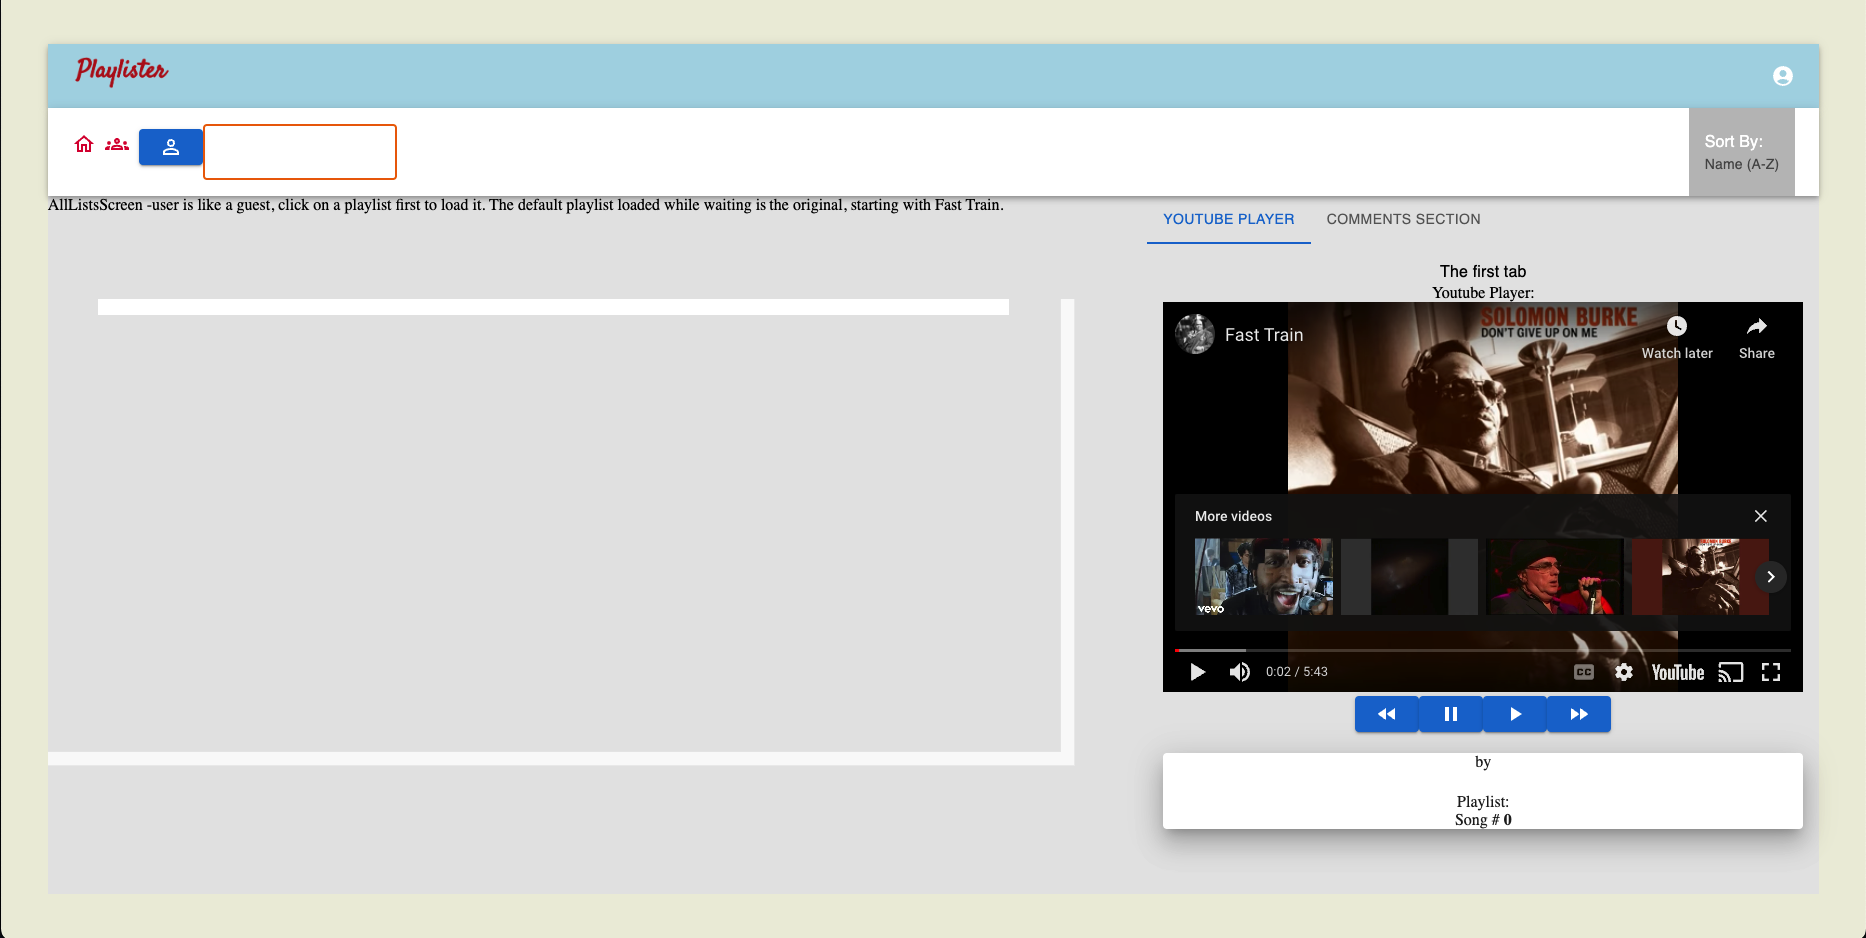 Playlister
Sort By:
Name (A-Z)
AllListsScreen -user is like a guest, click on a playlist first to load it. The default playlist loaded while waiting is the original, starting with Fast Train.
YOUTUBE PLAYER
COMMENTS SECTION
The first tab
Youtube Player:
SOLOMON BURKE
DON'T GIVE UP ON ME
Fast Train
Watch later
Share
More videos
vevo
0:02 / 5:43
CC
YouTube
by
Playlist:
Song # 0